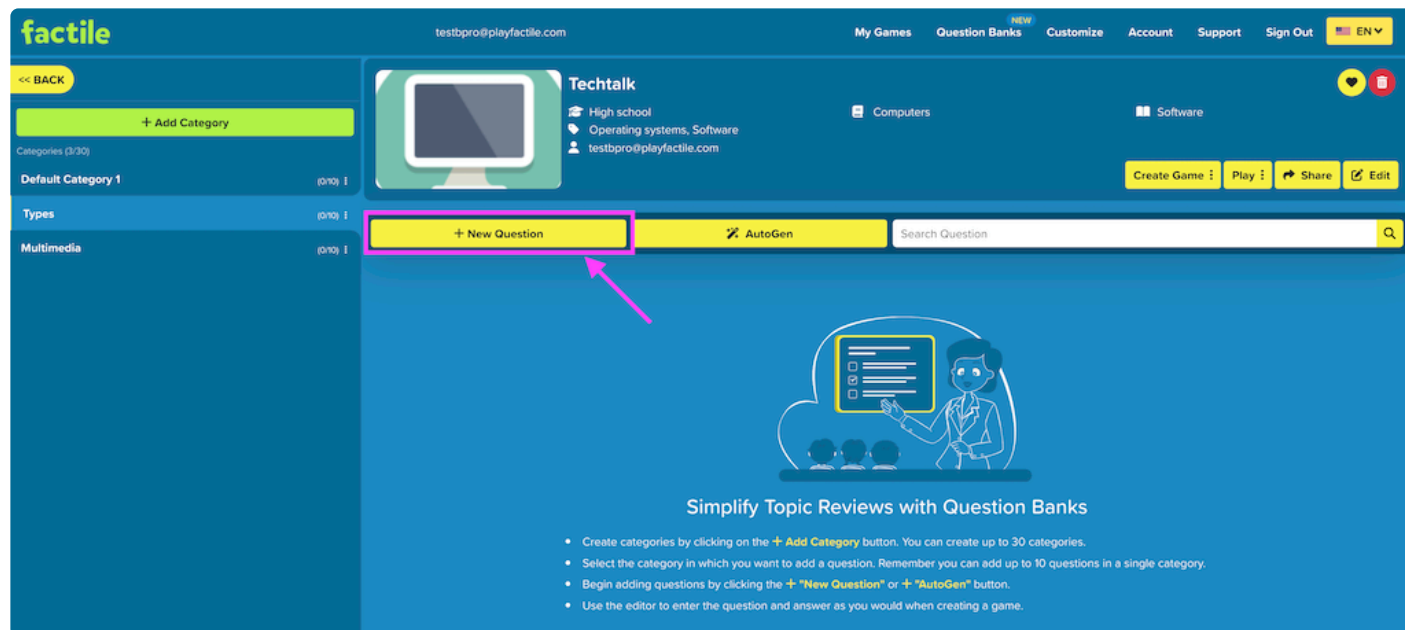 factile
testbpro@playfactile.com
My Games
NEW
Question Banks
Customize
Account
Support
Sign Out
EN
<< BACK
+ Add Category
Categories (3/30)
Default Category 1 (0/10)
Types (0/10)
Multimedia (0/10)
Techtalk
High school
Computers
Software
Operating systems, Software
testbpro@playfactile.com
Create Game
Play
Share
Edit
+ New Question
AutoGen
Search Question
Simplify Topic Reviews with Question Banks
• Create categories by clicking on the + Add Category button. You can create up to 30 categories.
• Select the category in which you want to add a question. Remember you can add up to 10 questions in a single category.
• Begin adding questions by clicking the + "New Question" or + "AutoGen" button.
• Use the editor to enter the question and answer as you would when creating a game.